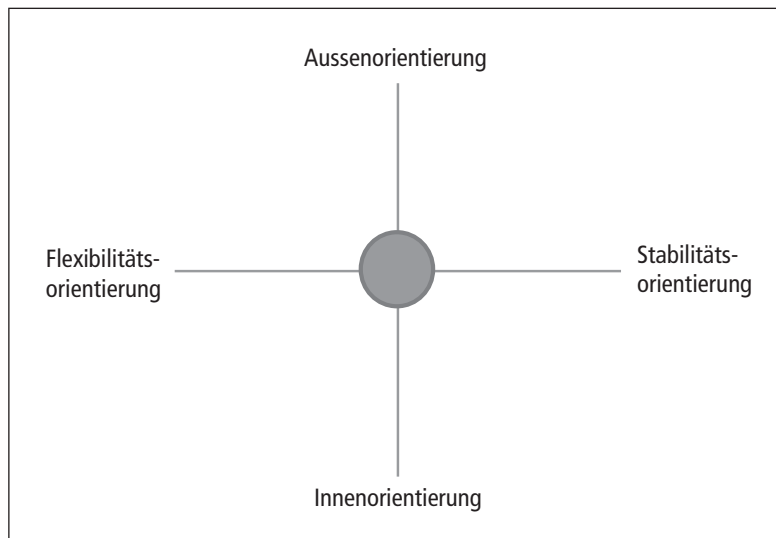 Aussenorientierung
Flexibilitäts-
orientierung
Stabilitäts-
orientierung
Innenorientierung